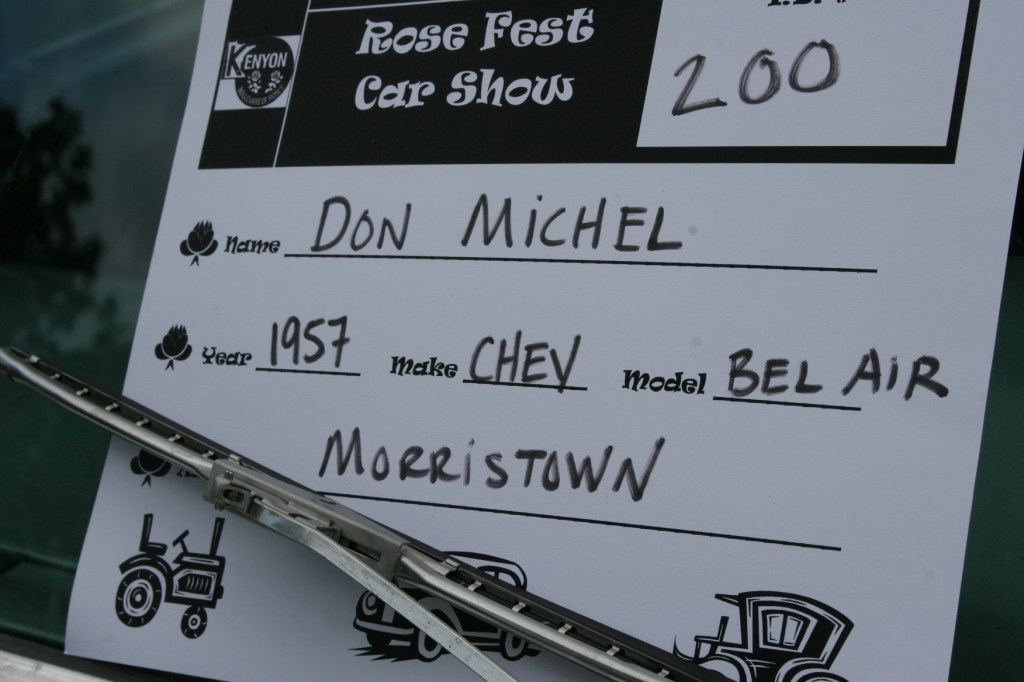 KENYON
Rose Fest
Car Show
200
Name DON MiCHEL
Year 1957 Make CHEV Model BEL AiR
MORRiSTOWN